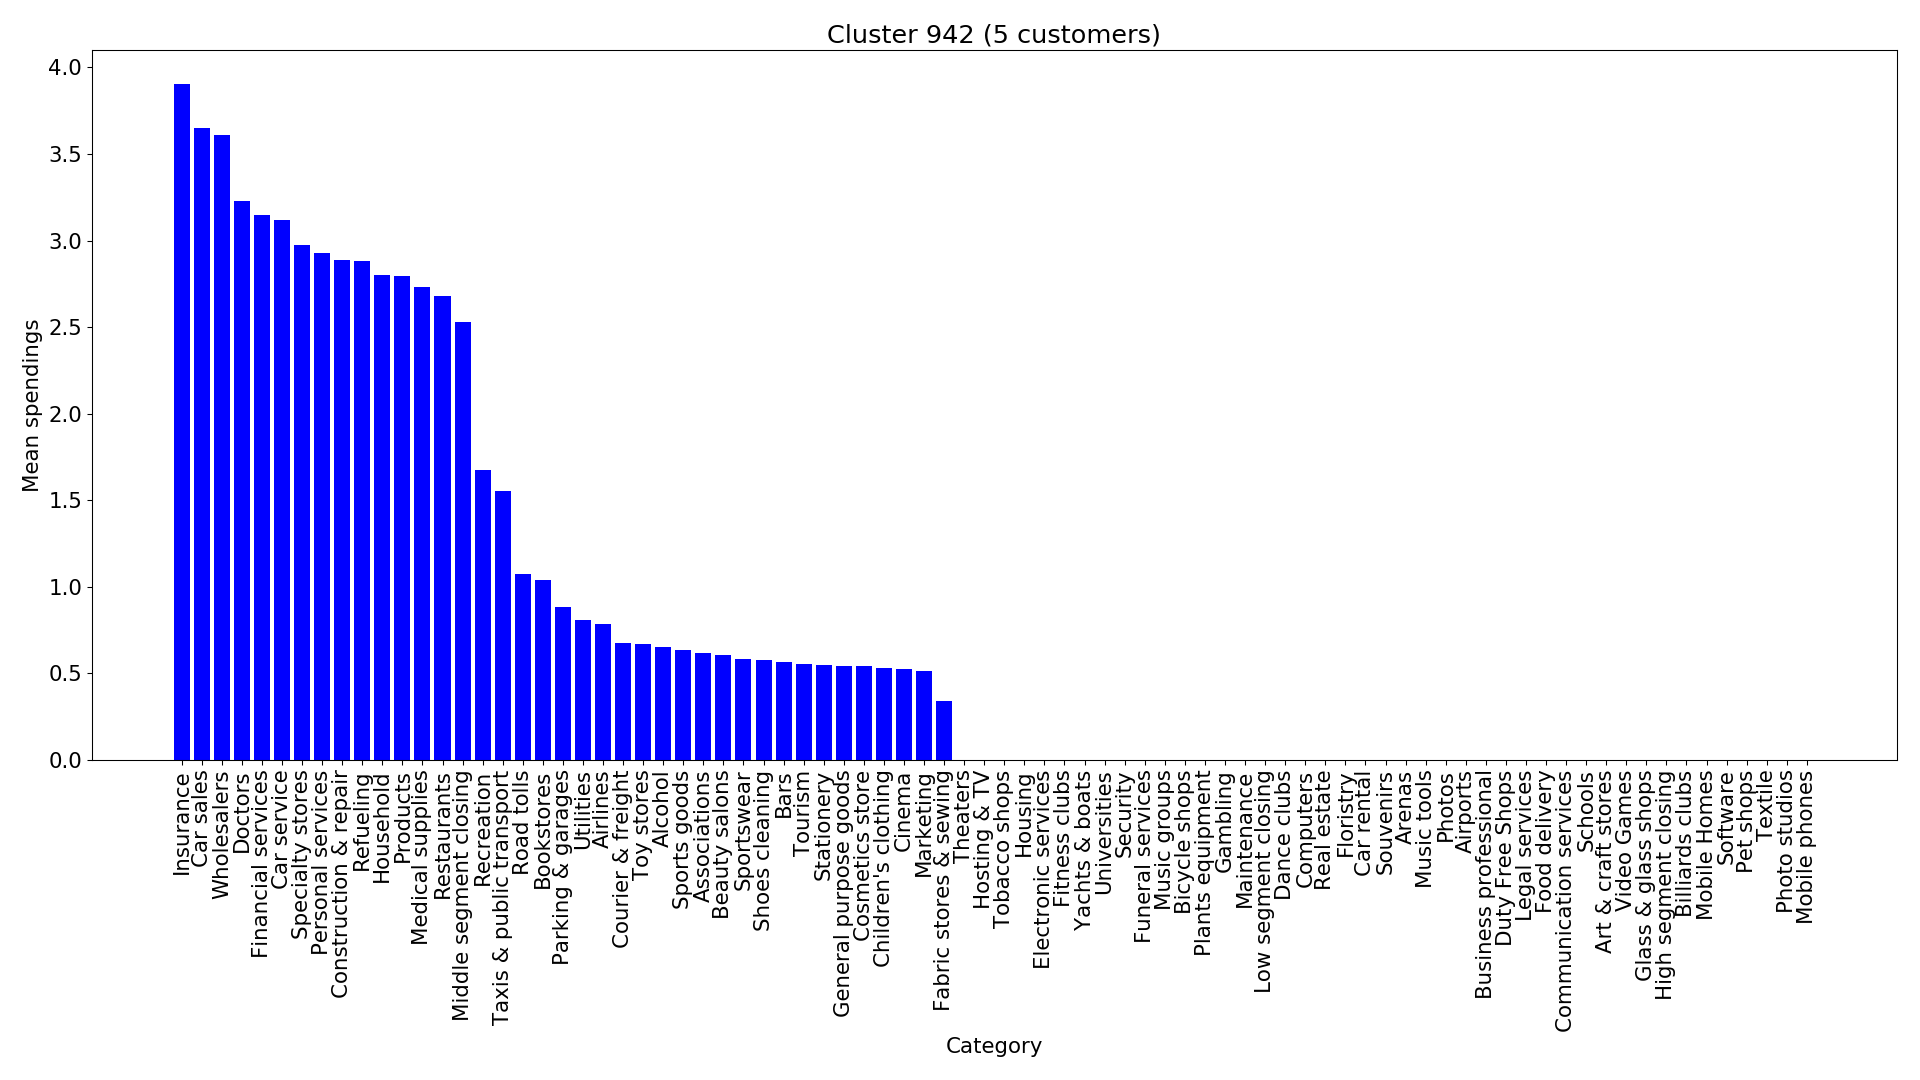 Cluster 942 (5 customers)
Mean spendings
4.0
3.5
3.0
2.5
2.0
1.5
1.0
0.5
0.0
Insurance
Car sales
Wholesalers
Doctors
Financial services
Car service
Specialty stores
Personal services
Construction & repair
Refueling
Household
Products
Medical supplies
Restaurants
Middle segment closing
Recreation
Taxis & public transport
Road tolls
Bookstores
Parking & garages
Utilities
Airlines
Courier & freight
Toy stores
Alcohol
Sports goods
Associations
Beauty salons
Sportswear
Shoes cleaning
Bars
Tourism
Stationery
General purpose goods
Cosmetics store
Children's clothing
Cinema
Marketing
Fabric stores & sewing
Theaters
Hosting & TV
Tobacco shops
Housing
Electronic services
Fitness clubs
Yachts & boats
Universities
Security
Funeral services
Music groups
Bicycle shops
Plants equipment
Gambling
Maintenance
Low segment closing
Dance clubs
Computers
Real estate
Floristry
Car rental
Souvenirs
Arenas
Music tools
Photos
Airports
Business professional
Duty Free Shops
Legal services
Food delivery
Communication services
Schools
Art & craft stores
Video Games
Glass & glass shops
High segment closing
Billiards clubs
Mobile Homes
Software
Pet shops
Textile
Photo studios
Mobile phones
Category